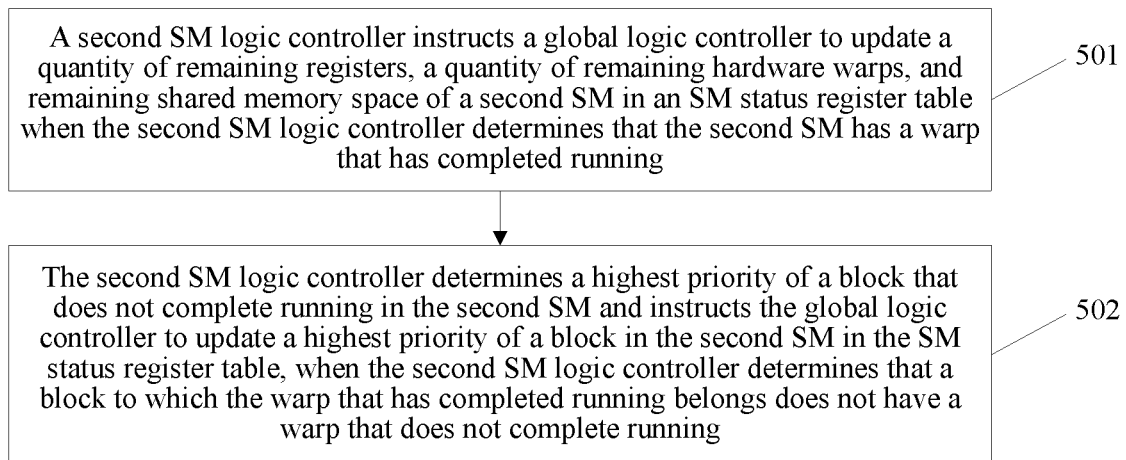 A second SM logic controller instructs a global logic controller to update a
quantity of remaining registers, a quantity of remaining hardware warps, and
remaining shared memory space of a second SM in an SM status register table
when the second SM logic controller determines that the second SM has a warp
that has completed running
501
The second SM logic controller determines a highest priority of a block that
does not complete running in the second SM and instructs the global logic
controller to update a highest priority of a block in the second SM in the SM
status register table, when the second SM logic controller determines that a
block to which the warp that has completed running belongs does not have a
warp that does not complete running
502